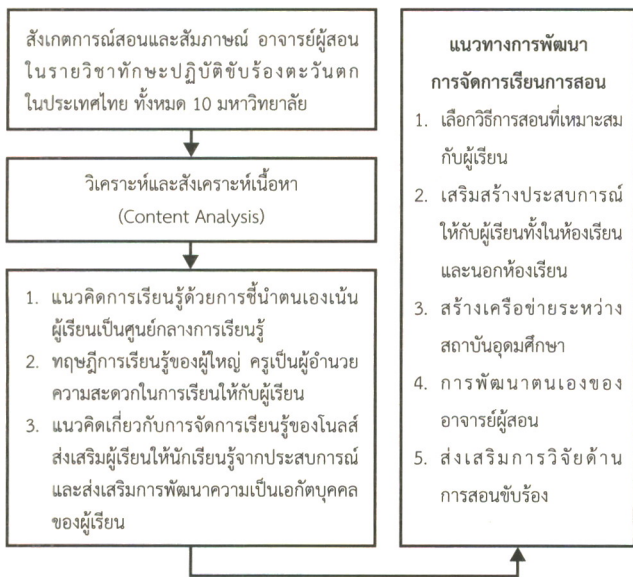 สังเกตการณ์สอนและสัมภาษณ์ อาจารย์ผู้สอน
ในรายวิชาทักษะปฏิบัติขับร้องตะวันตก
ในประเทศไทย ทั้งหมด 10 มหาวิทยาลัย
วิเคราะห์และสังเคราะห์เนื้อหา
(Content Analysis)
1. แนวคิดการเรียนรู้ด้วยการชี้นำตนเองเน้น
ผู้เรียนเป็นศูนย์กลางการเรียนรู้
2. ทฤษฎีการเรียนรู้ของผู้ใหญ่ ครูเป็นผู้อำนวย
ความสะดวกในการเรียนให้กับผู้เรียน
3. แนวคิดเกี่ยวกับการจัดการเรียนรู้ของโนลส์
ส่งเสริมผู้เรียนให้นักเรียนรู้จากประสบการณ์
และส่งเสริมการพัฒนาความเป็นเอกัตบุคคล
ของผู้เรียน
แนวทางการพัฒนา
การจัดการเรียนการสอน
1. เลือกวิธีการสอนที่เหมาะสม
กับผู้เรียน
2. เสริมสร้างประสบการณ์
ให้กับผู้เรียนทั้งในห้องเรียน
และนอกห้องเรียน
3. สร้างเครือข่ายระหว่าง
สถาบันอุดมศึกษา
4. การพัฒนาตนเองของ
อาจารย์ผู้สอน
5. ส่งเสริมการวิจัยด้าน
การสอนขับร้อง